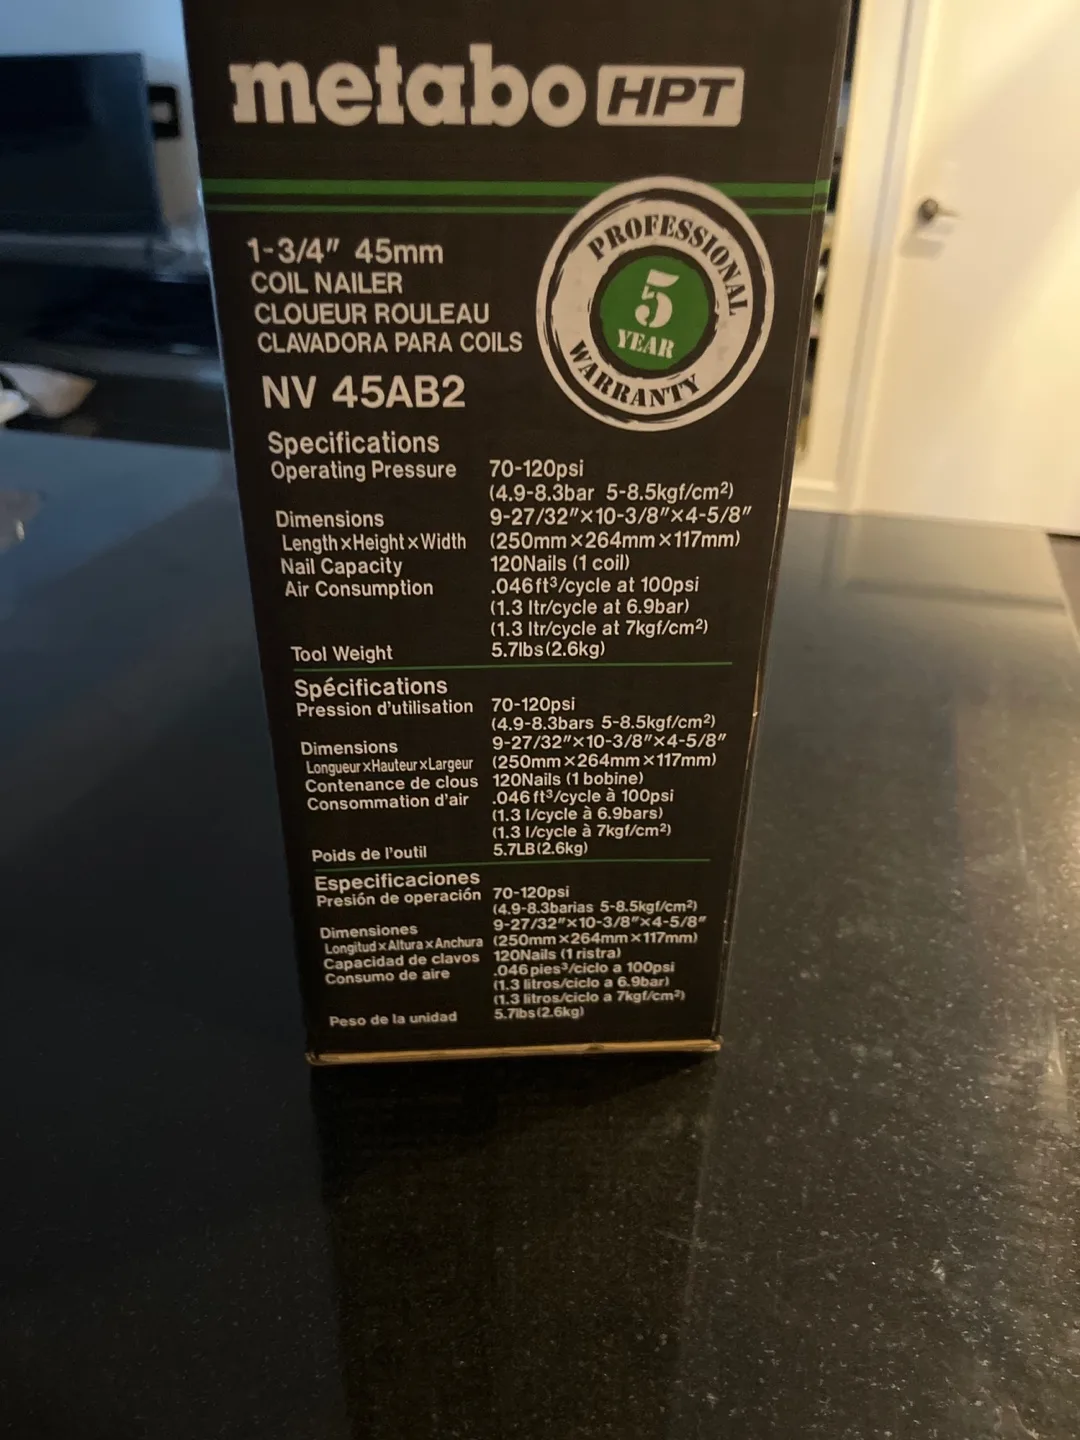 metabo HPT
1-3/4" 45mm
COIL NAILER
CLOUEUR ROULEAU
CLAVADORA PARA COILS
NV 45AB2
PROFESSIONAL
5
YEAR
WARRANTY
Specifications
Operating Pressure 70-120psi
(4.9-8.3bar 5-8.5kgf/cm²)
Dimensions 9-27/32"×10-3/8"×4-5/8"
Length×Height×Width (250mm×264mm×117mm)
Nail Capacity 120Nails (1 coil)
Air Consumption .046ft³/cycle at 100psi
(1.3 ltr/cycle at 6.9bar)
(1.3 ltr/cycle at 7kgf/cm²)
Tool Weight 5.7lbs(2.6kg)
Spécifications
Pression d'utilisation 70-120psi
(4.9-8.3bars 5-8.5kgf/cm²)
Dimensions 9-27/32"×10-3/8"×4-5/8"
Longueur×Hauteur×Largeur (250mm×264mm×117mm)
Contenance de clous 120Nails (1 bobine)
Consommation d'air .046ft³/cycle à 100psi
(1.3 l/cycle à 6.9bars)
(1.3 l/cycle à 7kgf/cm²)
Poids de l'outil 5.7LB(2.6kg)
Especificaciones
Presión de operación 70-120psi
(4.9-8.3barias 5-8.5kgf/cm²)
Dimensiones 9-27/32"×10-3/8"×4-5/8"
Longitud×Altura×Anchura (250mm×264mm×117mm)
Capacidad de clavos 120Nails (1 ristra)
Consumo de aire .046pies³/ciclo a 100psi
(1.3 litros/ciclo a 6.9bar)
(1.3 litros/ciclo a 7kgf/cm²)
Peso de la unidad 5.7lbs(2.6kg)